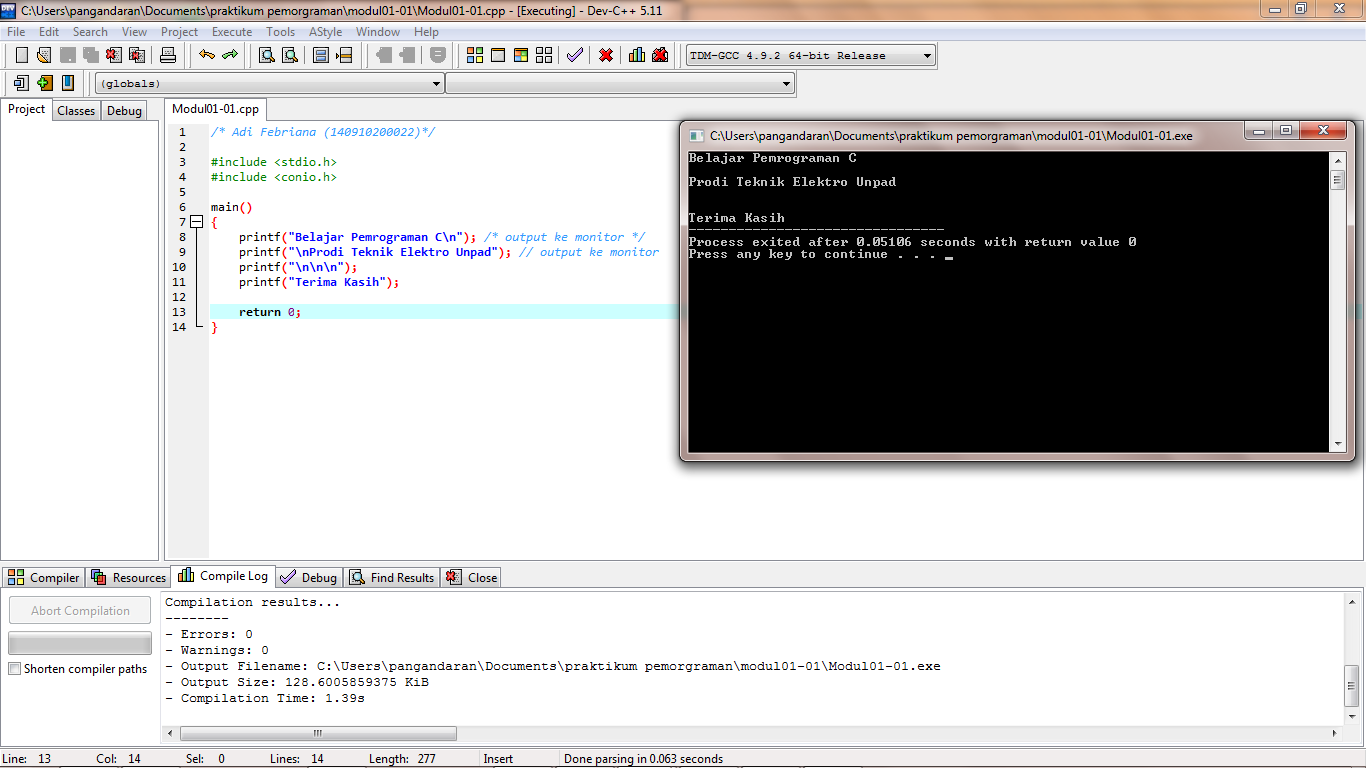 C:\Users\pangandaran\Documents\praktikum pemorgraman\modul01-01\Modul01-01.cpp - [Executing] - Dev-C++ 5.11
File Edit Search View Project Execute Tools AStyle Window Help
TDM-GCC 4.9.2 64-bit Release
(globals)
Project Classes Debug
Modul01-01.cpp
1 /* Adi Febriana (140910200022)*/
2
3 #include <stdio.h>
4 #include <conio.h>
5
6 main()
7 {
8 printf("Belajar Pemrograman C\n"); /* output ke monitor */
9 printf("\nProdi Teknik Elektro Unpad"); // output ke monitor
10 printf("\n\n\n");
11 printf("Terima Kasih");
12
13 return 0;
14 }
C:\Users\pangandaran\Documents\praktikum pemorgraman\modul01-01\Modul01-01.exe
Belajar Pemrograman C
Prodi Teknik Elektro Unpad
Terima Kasih
--------------------------------
Process exited after 0.05106 seconds with return value 0
Press any key to continue . . . _
Compiler Resources Compile Log Debug Find Results Close
Abort Compilation
Shorten compiler paths
Compilation results...
--------
- Errors: 0
- Warnings: 0
- Output Filename: C:\Users\pangandaran\Documents\praktikum pemorgraman\modul01-01\Modul01-01.exe
- Output Size: 128.6005859375 KiB
- Compilation Time: 1.39s
Line: 13 Col: 14 Sel: 0 Lines: 14 Length: 277 Insert Done parsing in 0.063 seconds